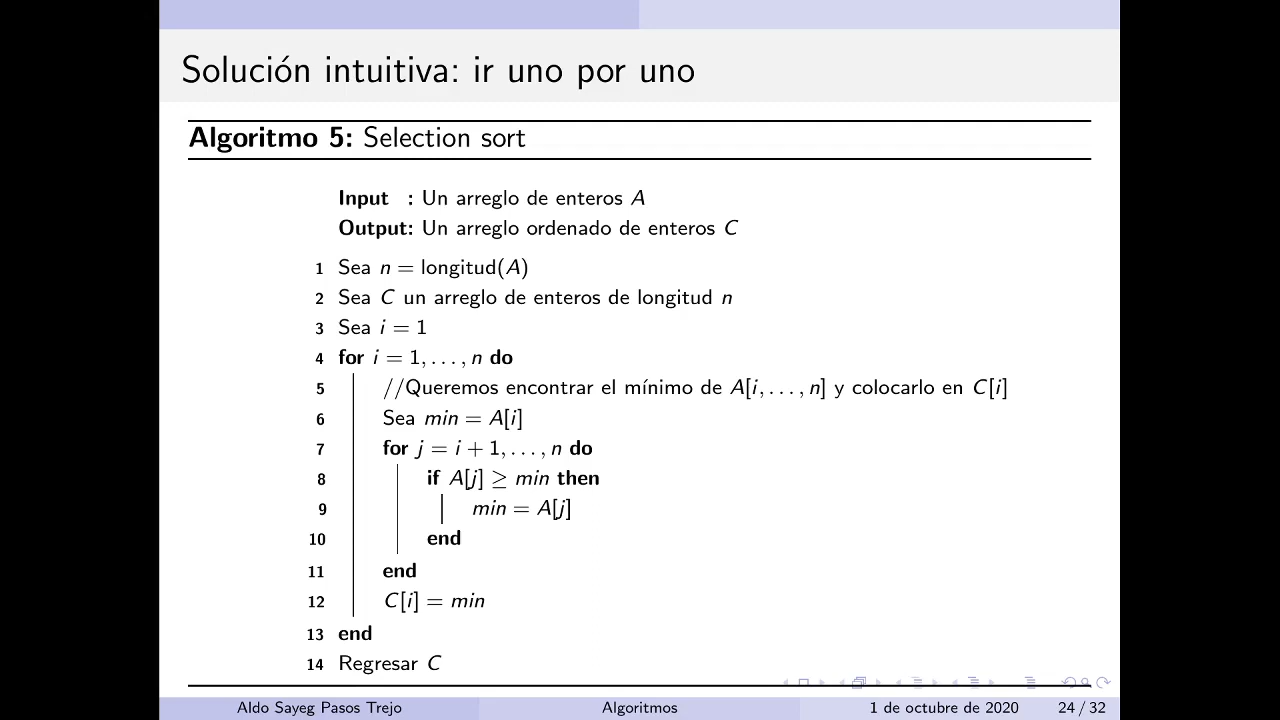 Solución intuitiva: ir uno por uno
Algoritmo 5: Selection sort
Input : Un arreglo de enteros A
Output: Un arreglo ordenado de enteros C
1 Sea n = longitud(A)
2 Sea C un arreglo de enteros de longitud n
3 Sea i = 1
4 for i = 1, . . . , n do
5 //Queremos encontrar el mínimo de A[i, . . . , n] y colocarlo en C[i]
6 Sea min = A[i]
7 for j = i + 1, . . . , n do
8 if A[j] ≥ min then
9 min = A[j]
10 end
11 end
12 C[i] = min
13 end
14 Regresar C
Aldo Sayeg Pasos Trejo Algoritmos 1 de octubre de 2020 24 / 32